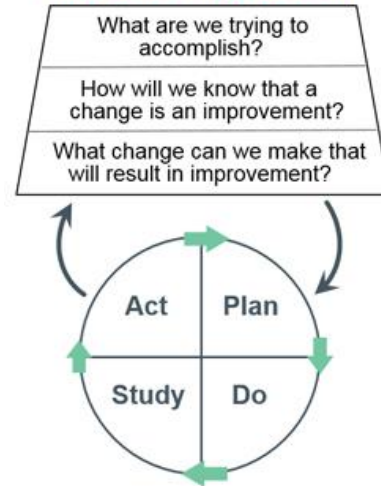 What are we trying to
accomplish?
How will we know that a
change is an improvement?
What change can we make that
will result in improvement?
Act
Plan
Study
Do